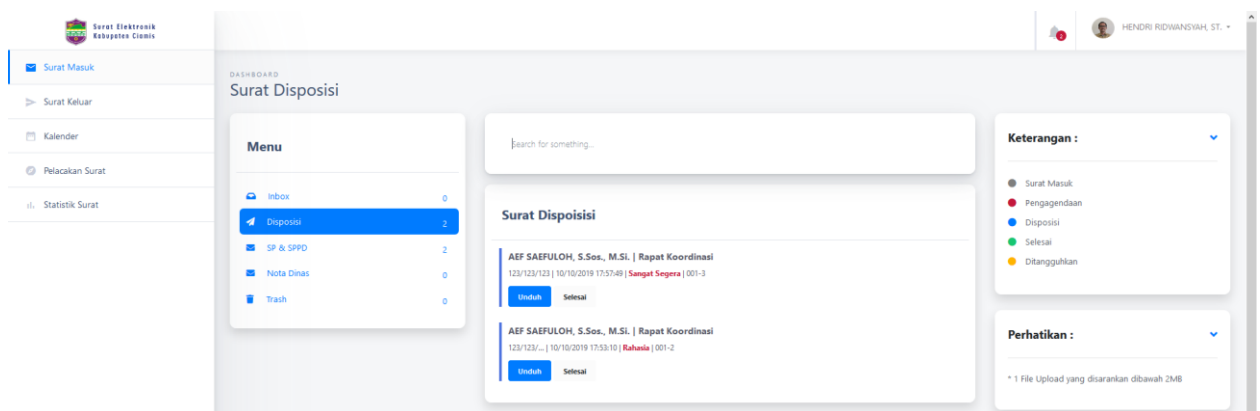 Surat Elektronik
Kabupaten Ciamis
2
HENDRI RIDWANSYAH, ST.
Surat Masuk
Surat Keluar
Kalender
Pelacakan Surat
Statistik Surat
DASHBOARD
Surat Disposisi
Menu
Inbox 0
Disposisi 2
SP & SPPD 2
Nota Dinas 0
Trash 0
Search for something...
Surat Dispoisisi
AEF SAEFULOH, S.Sos., M.Si. | Rapat Koordinasi
123/123/123 | 10/10/2019 17:57:49 | Sangat Segera | 001-3
Unduh Selesai
AEF SAEFULOH, S.Sos., M.Si. | Rapat Koordinasi
123/123/... | 10/10/2019 17:53:10 | Rahasia | 001-2
Unduh Selesai
Keterangan :
Surat Masuk
Pengagendaan
Disposisi
Selesai
Ditangguhkan
Perhatikan :
* 1 File Upload yang disarankan dibawah 2MB